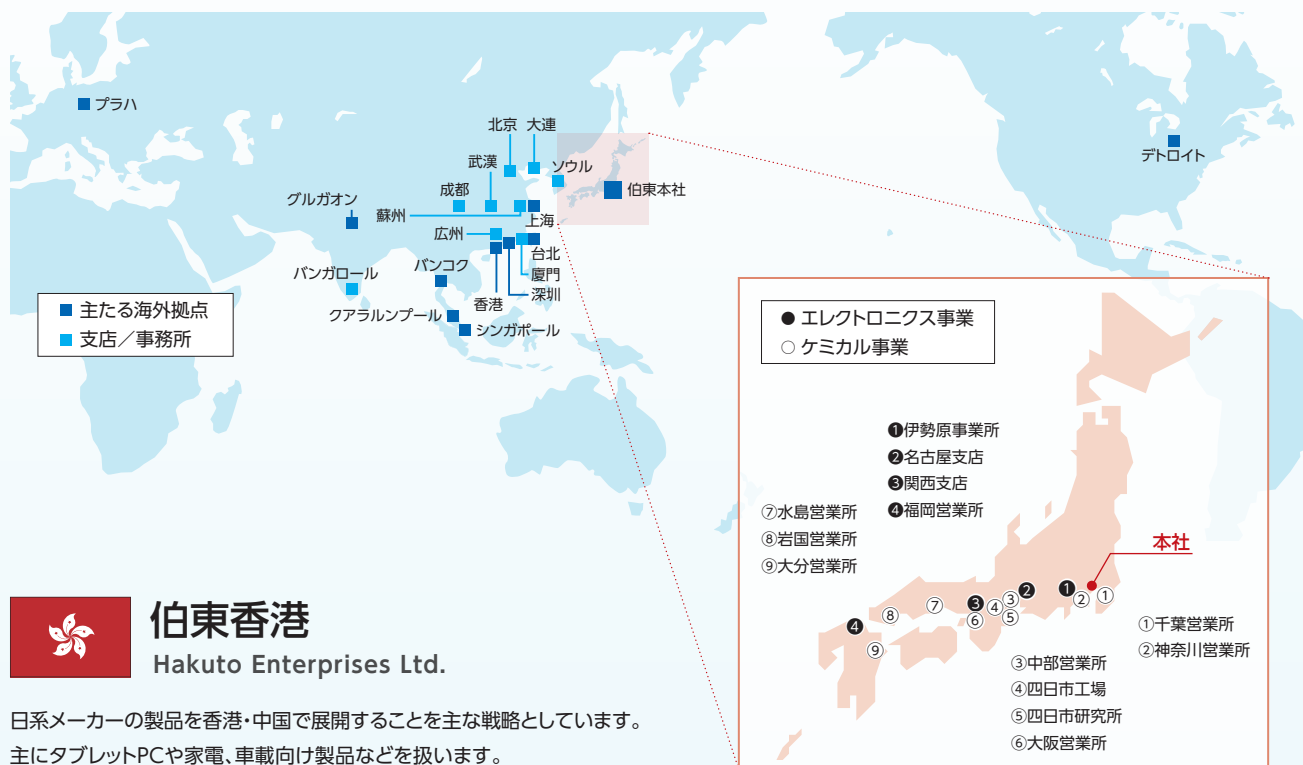 プラハ
北京
大連
武漢
ソウル
成都
伯東本社
デトロイト
グルガオン
蘇州
上海
広州
台北
バンガロール
バンコク
厦門
深圳
香港
クアラルンプール
シンガポール
主たる海外拠点
支店／事務所
● エレクトロニクス事業
○ ケミカル事業
❶伊勢原事業所
❷名古屋支店
❸関西支店
❹福岡営業所
⑦水島営業所
⑧岩国営業所
⑨大分営業所
本社
❶
❷
❸
❹
①
②
③
④
⑤
⑥
⑦
⑧
⑨
①千葉営業所
②神奈川営業所
③中部営業所
④四日市工場
⑤四日市研究所
⑥大阪営業所
伯東香港
Hakuto Enterprises Ltd.
日系メーカーの製品を香港・中国で展開することを主な戦略としています。
主にタブレットPCや家電、車載向け製品などを扱います。